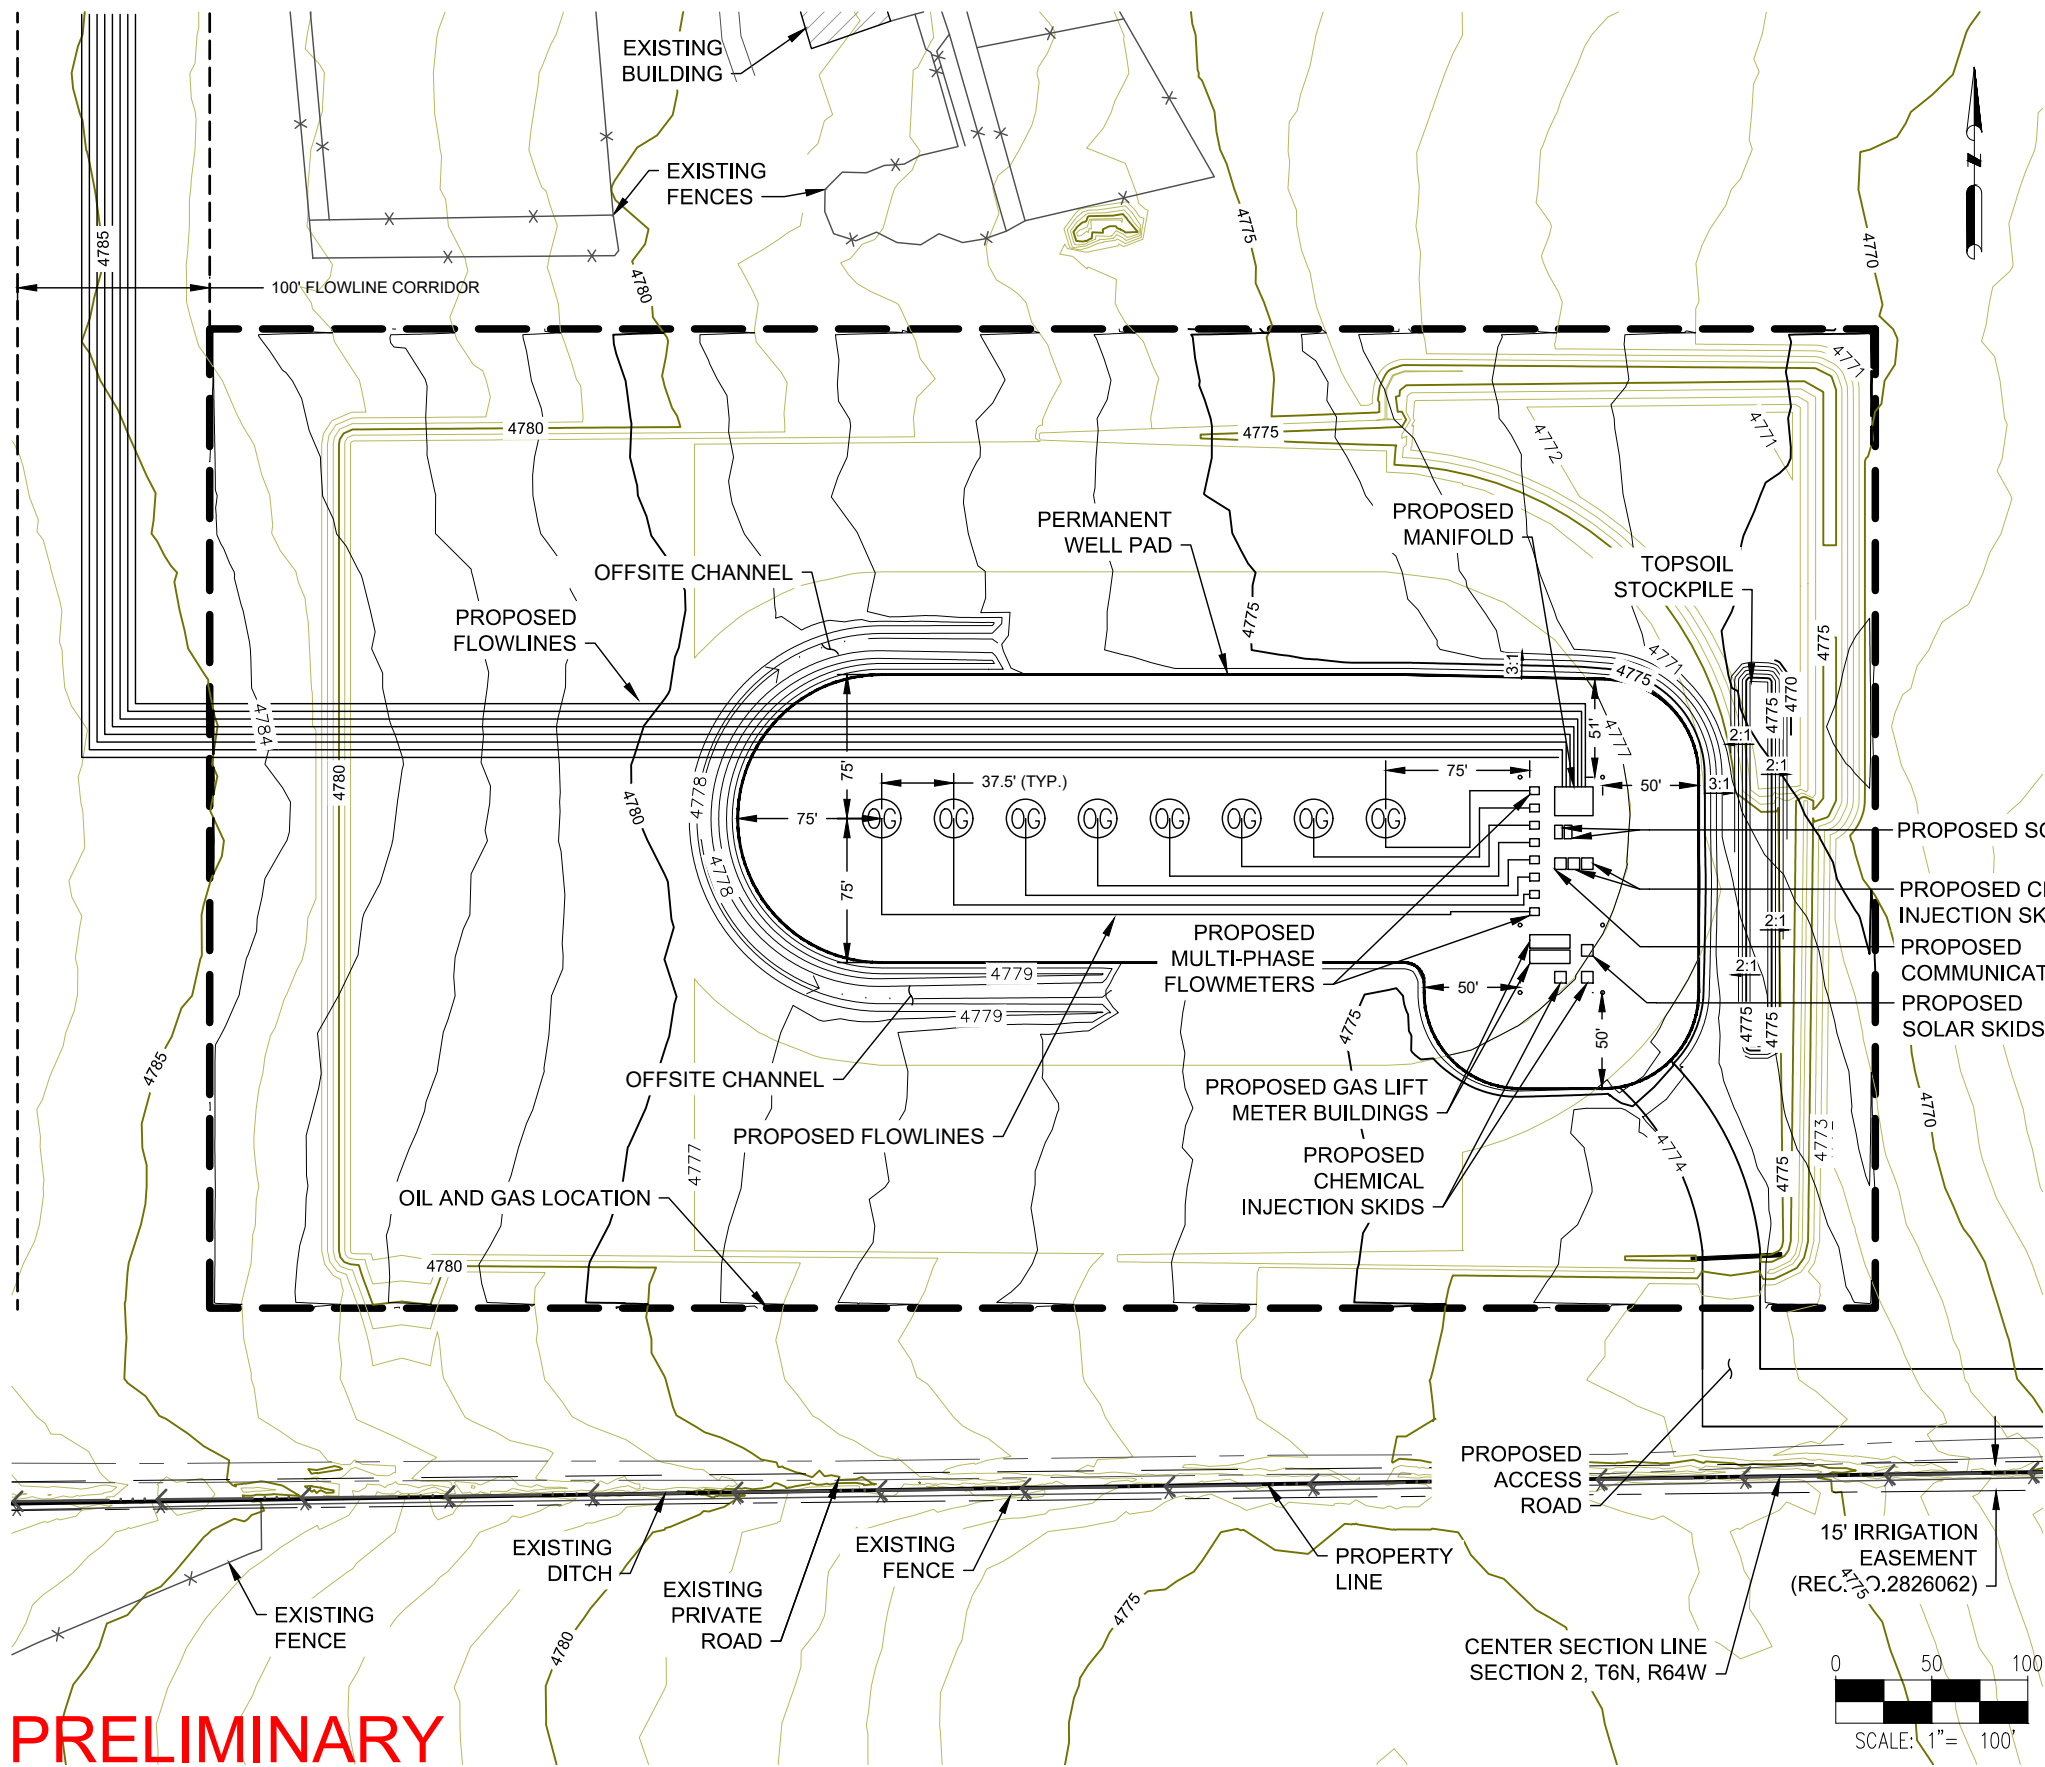 EXISTING
BUILDING
EXISTING
FENCES
4785
4780
4775
4770
100' FLOWLINE CORRIDOR
4771
4780
4775
4772
4771
PERMANENT
WELL PAD
PROPOSED
MANIFOLD
OFFSITE CHANNEL
TOPSOIL
STOCKPILE
PROPOSED
FLOWLINES
4775
3:1
4771
4775
4775
4770
4784
4777
4775
51'
2:1
2:1
4780
4780
4778
75'
37.5' (TYP.)
75'
50'
3:1
75'
OG
OG
OG
OG
OG
OG
OG
OG
PROPOSED SO
4778
75'
PROPOSED CH
INJECTION SK
2:1
PROPOSED
MULTI-PHASE
FLOWMETERS
PROPOSED
COMMUNICAT
2:1
4779
50'
PROPOSED
SOLAR SKIDS
4779
4775
50'
4775
4775
4785
OFFSITE CHANNEL
PROPOSED GAS LIFT
METER BUILDINGS
4770
PROPOSED FLOWLINES
4777
4774
4773
4775
PROPOSED
CHEMICAL
INJECTION SKIDS
OIL AND GAS LOCATION
4780
PROPOSED
ACCESS
ROAD
EXISTING
DITCH
EXISTING
PRIVATE
ROAD
EXISTING
FENCE
PROPERTY
LINE
15' IRRIGATION
EASEMENT
2826062)
4775
EXISTING
FENCE
4780
4775
CENTER SECTION LINE
SECTION 2, T6N, R64W
0 50 100
SCALE: 1"= 100'
PRELIMINARY